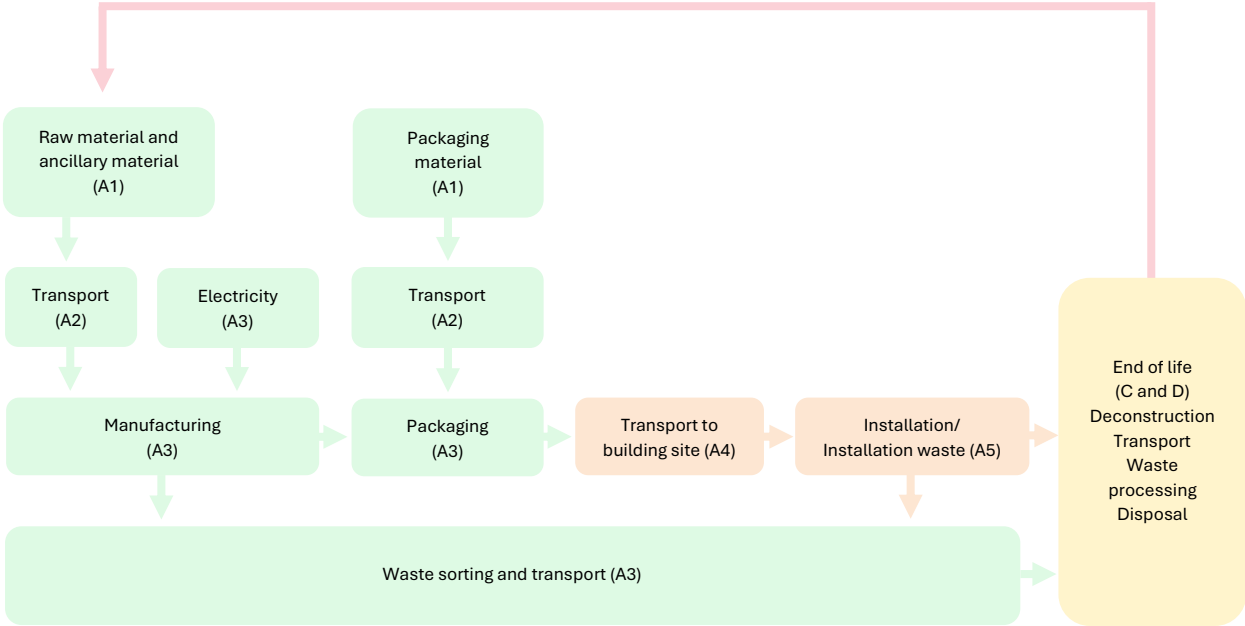 Raw material and
ancillary material
(A1)
Packaging
material
(A1)
Transport
(A2)
Electricity
(A3)
Transport
(A2)
Manufacturing
(A3)
Packaging
(A3)
Transport to
building site (A4)
Installation/
Installation waste (A5)
End of life
(C and D)
Deconstruction
Transport
Waste
processing
Disposal
Waste sorting and transport (A3)